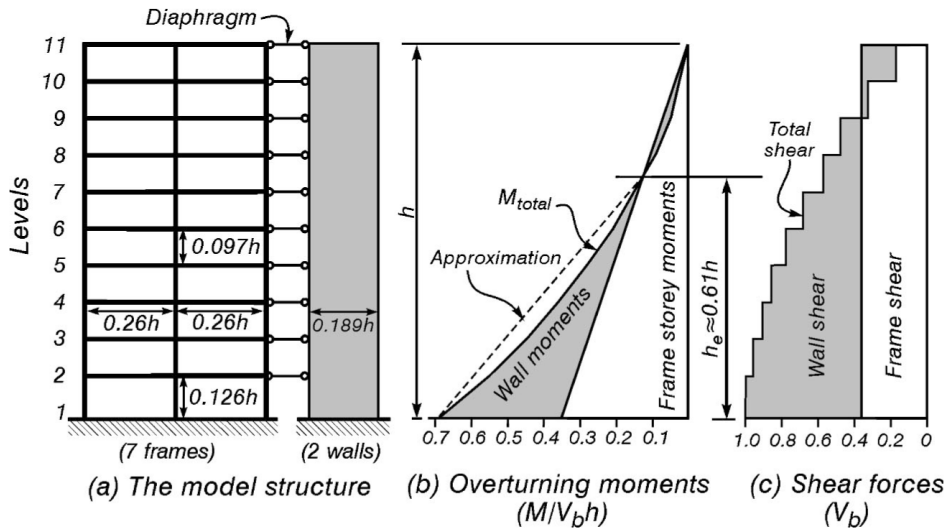 Diaphragm
Levels
11
10
9
8
7
6
5
4
3
2
1
0.097h
0.26h
0.26h
0.126h
0.189h
(7 frames)
(2 walls)
(a) The model structure
h
M_total
Approximation
Wall moments
Frame storey moments
hₑ≈0.61h
0.7 0.6 0.5 0.4 0.3 0.2 0.1
(b) Overturning moments
(M/V_bh)
Total
shear
Wall shear
Frame shear
1.0 0.8 0.6 0.4 0.2 0
(c) Shear forces
(V_b)